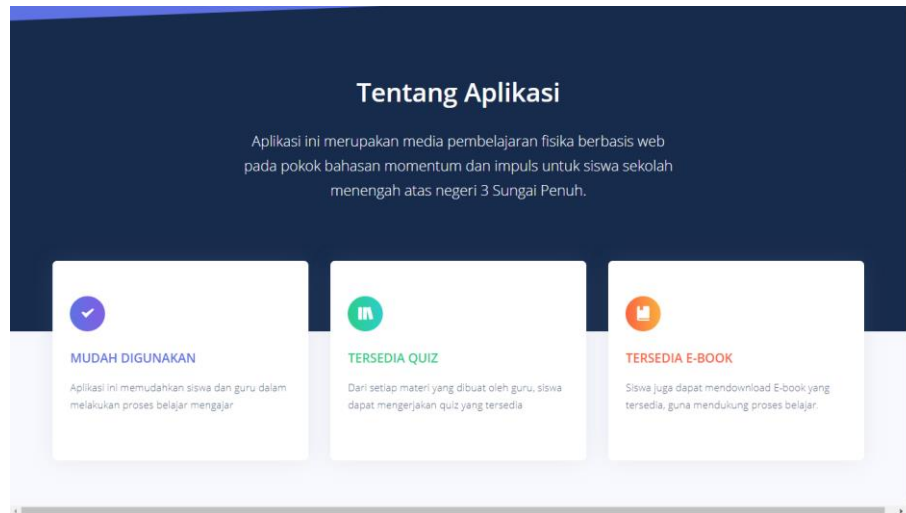 Tentang Aplikasi
Aplikasi ini merupakan media pembelajaran fisika berbasis web
pada pokok bahasan momentum dan impuls untuk siswa sekolah
menengah atas negeri 3 Sungai Penuh.
MUDAH DIGUNAKAN
Aplikasi ini memudahkan siswa dan guru dalam
melakukan proses belajar mengajar
TERSEDIA QUIZ
Dari setiap materi yang dibuat oleh guru, siswa
dapat mengerjakan quiz yang tersedia
TERSEDIA E-BOOK
Siswa juga dapat mendownload E-book yang
tersedia, guna mendukung proses belajar.